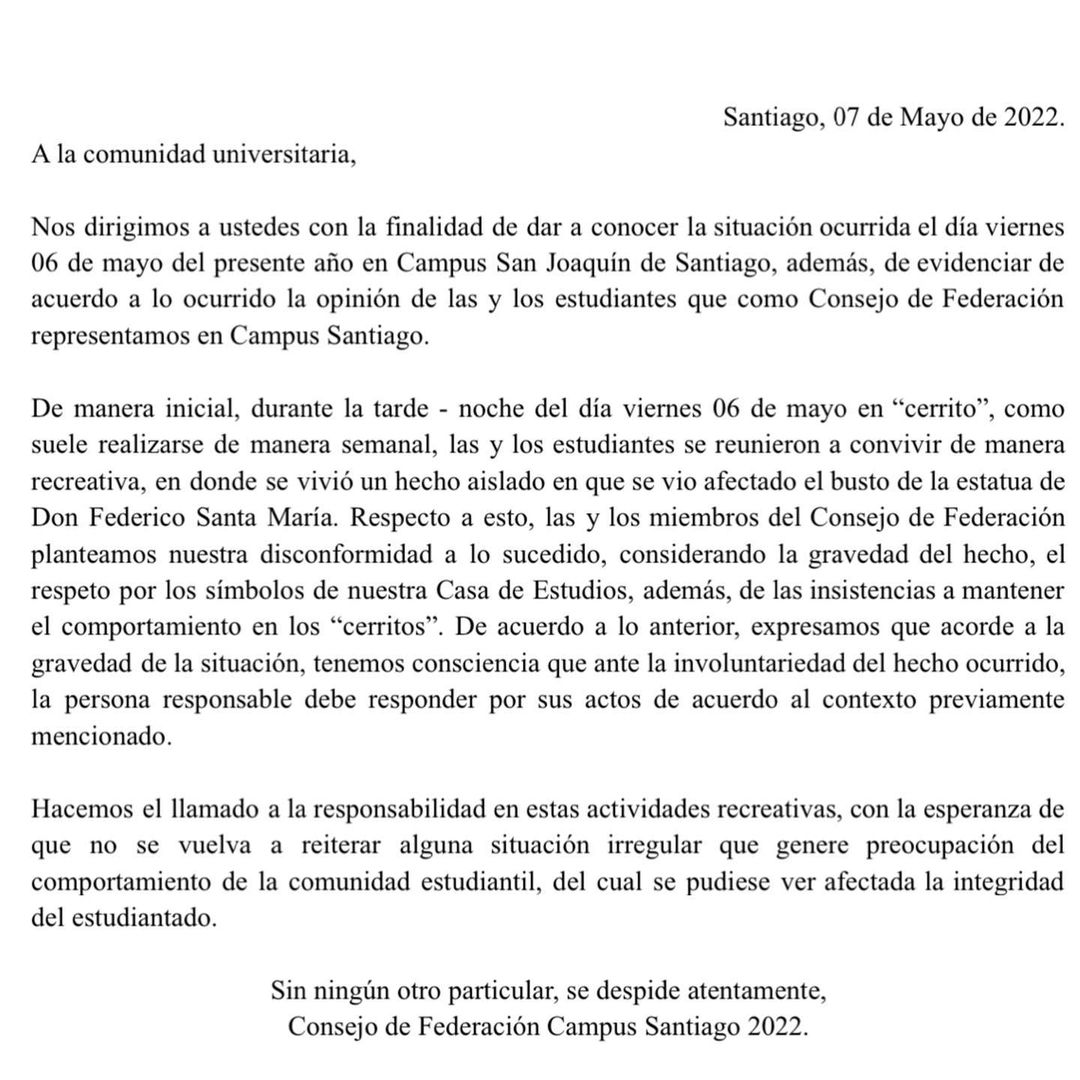 Santiago, 07 de Mayo de 2022.
A la comunidad universitaria,
Nos dirigimos a ustedes con la finalidad de dar a conocer la situación ocurrida el día viernes
06 de mayo del presente año en Campus San Joaquín de Santiago, además, de evidenciar de
acuerdo a lo ocurrido la opinión de las y los estudiantes que como Consejo de Federación
representamos en Campus Santiago.
De manera inicial, durante la tarde - noche del día viernes 06 de mayo en “cerrito”, como
suele realizarse de manera semanal, las y los estudiantes se reunieron a convivir de manera
recreativa, en donde se vivió un hecho aislado en que se vio afectado el busto de la estatua de
Don Federico Santa María. Respecto a esto, las y los miembros del Consejo de Federación
planteamos nuestra disconformidad a lo sucedido, considerando la gravedad del hecho, el
respeto por los símbolos de nuestra Casa de Estudios, además, de las insistencias a mantener
el comportamiento en los “cerritos”. De acuerdo a lo anterior, expresamos que acorde a la
gravedad de la situación, tenemos consciencia que ante la involuntariedad del hecho ocurrido,
la persona responsable debe responder por sus actos de acuerdo al contexto previamente
mencionado.
Hacemos el llamado a la responsabilidad en estas actividades recreativas, con la esperanza de
que no se vuelva a reiterar alguna situación irregular que genere preocupación del
comportamiento de la comunidad estudiantil, del cual se pudiese ver afectada la integridad
del estudiantado.
Sin ningún otro particular, se despide atentamente,
Consejo de Federación Campus Santiago 2022.